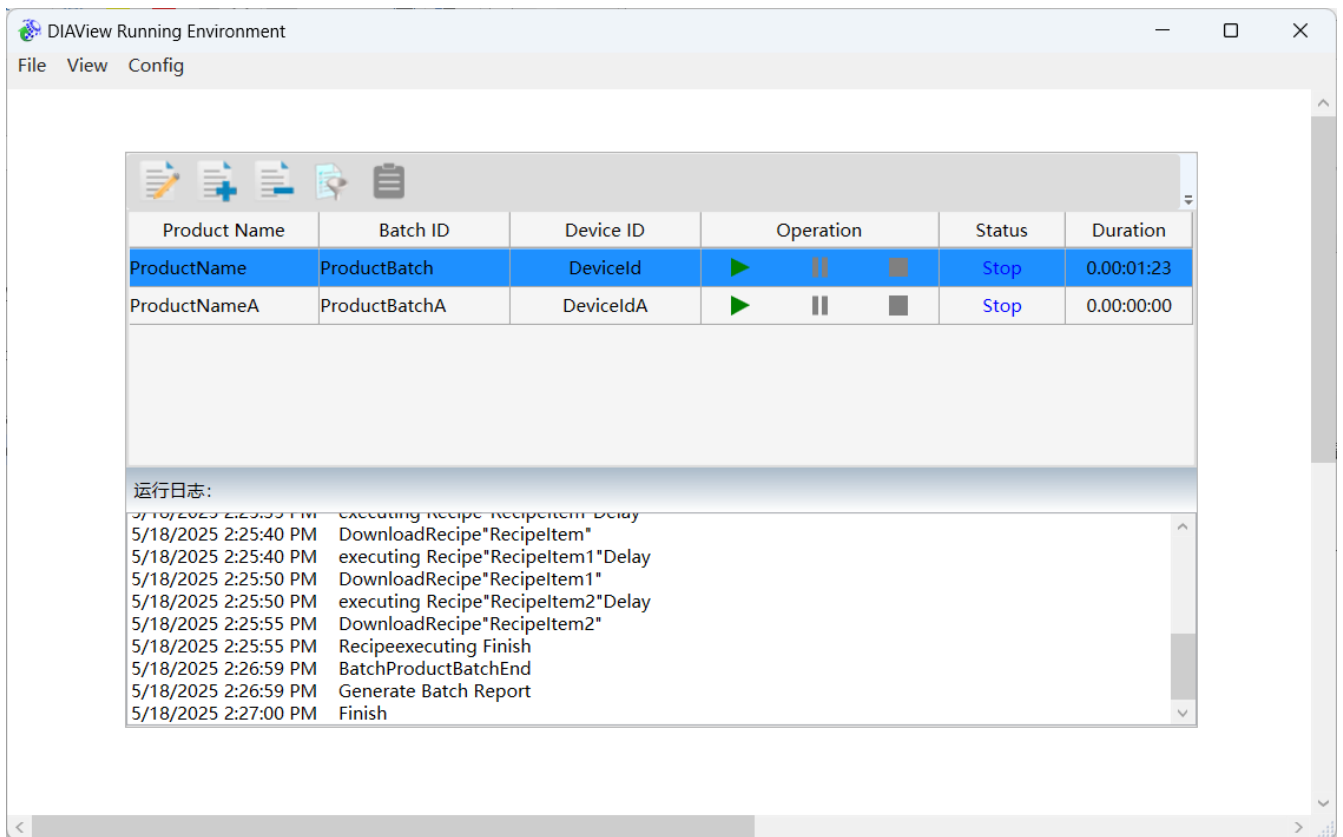 DIAView Running Environment
File View Config
Product Name Batch ID Device ID Operation Status Duration
ProductName ProductBatch DeviceId Stop 0.00:01:23
ProductNameA ProductBatchA DeviceIdA Stop 0.00:00:00
运行日志:
5/18/2025 2:25:40 PM DownloadRecipe"RecipeItem"
5/18/2025 2:25:40 PM executing Recipe"RecipeItem1"Delay
5/18/2025 2:25:50 PM DownloadRecipe"RecipeItem1"
5/18/2025 2:25:50 PM executing Recipe"RecipeItem2"Delay
5/18/2025 2:25:55 PM DownloadRecipe"RecipeItem2"
5/18/2025 2:25:55 PM Recipeexecuting Finish
5/18/2025 2:26:59 PM BatchProductBatchEnd
5/18/2025 2:26:59 PM Generate Batch Report
5/18/2025 2:27:00 PM Finish